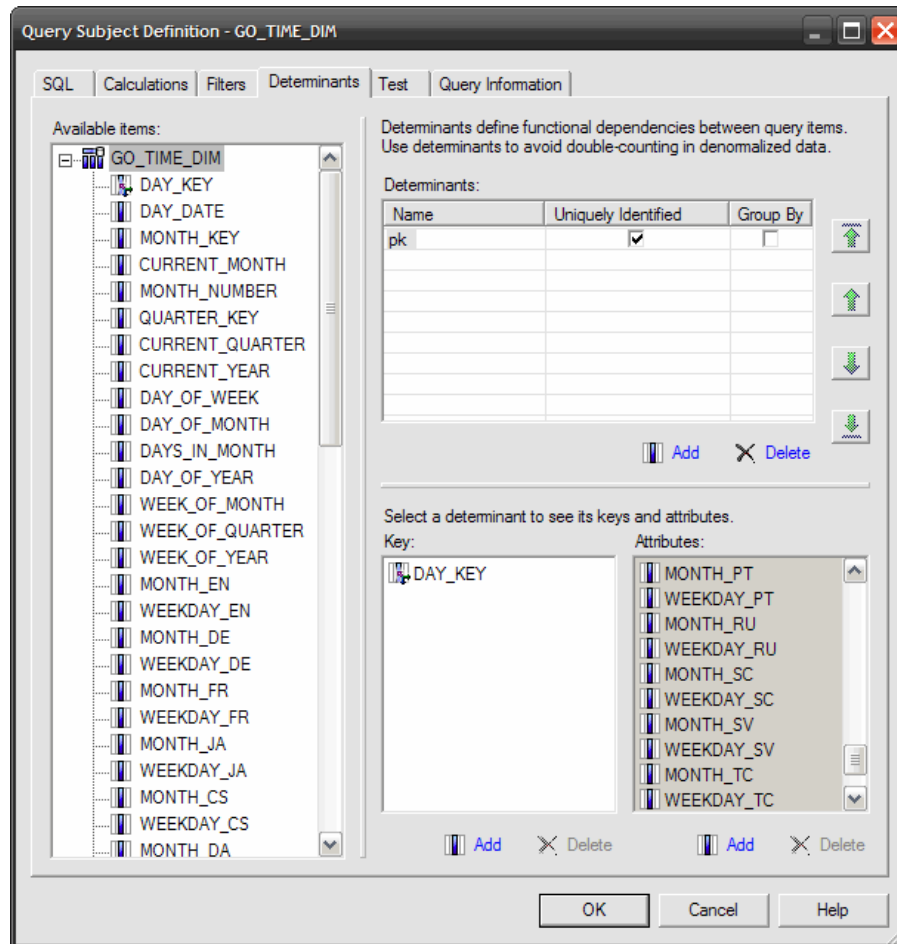 Query Subject Definition - GO_TIME_DIM
SQL Calculations Filters Determinants Test Query Information
Available items:
GO_TIME_DIM
DAY_KEY
DAY_DATE
MONTH_KEY
CURRENT_MONTH
MONTH_NUMBER
QUARTER_KEY
CURRENT_QUARTER
CURRENT_YEAR
DAY_OF_WEEK
DAY_OF_MONTH
DAYS_IN_MONTH
DAY_OF_YEAR
WEEK_OF_MONTH
WEEK_OF_QUARTER
WEEK_OF_YEAR
MONTH_EN
WEEKDAY_EN
MONTH_DE
WEEKDAY_DE
MONTH_FR
WEEKDAY_FR
MONTH_JA
WEEKDAY_JA
MONTH_CS
WEEKDAY_CS
MONTH_DA
Determinants define functional dependencies between query items.
Use determinants to avoid double-counting in denormalized data.
Determinants:
Name Uniquely Identified Group By
pk
Add Delete
Select a determinant to see its keys and attributes.
Key:
DAY_KEY
Add Delete
Attributes:
MONTH_PT
WEEKDAY_PT
MONTH_RU
WEEKDAY_RU
MONTH_SC
WEEKDAY_SC
MONTH_SV
WEEKDAY_SV
MONTH_TC
WEEKDAY_TC
Add Delete
OK Cancel Help